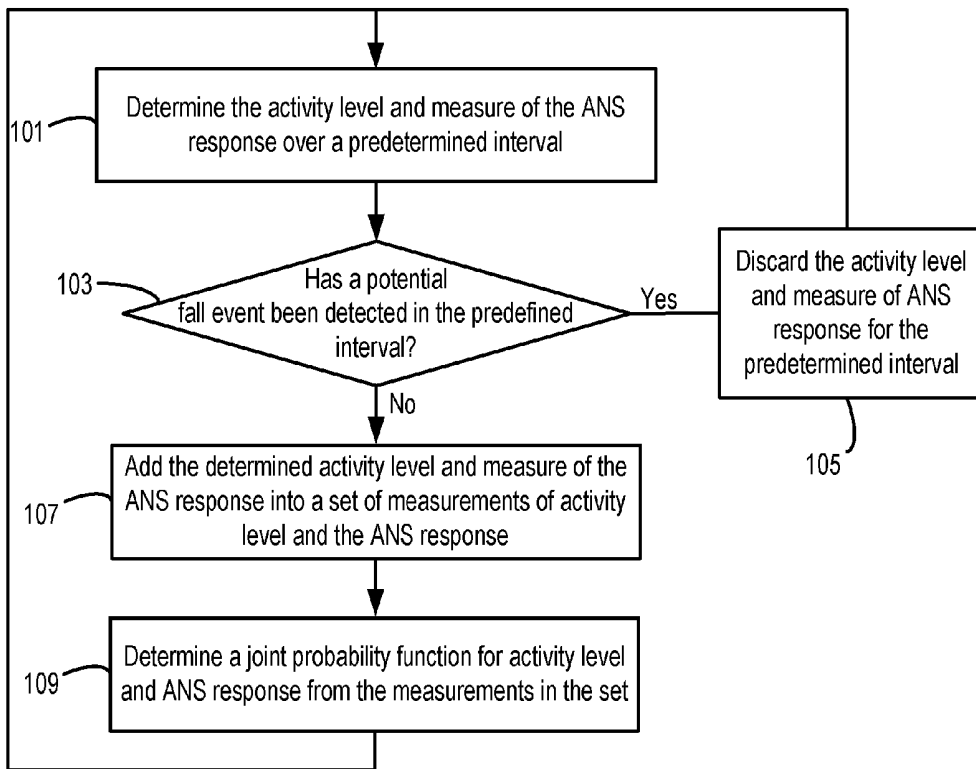 101
Determine the activity level and measure of the ANS
response over a predetermined interval
103
Has a potential
fall event been detected in the predefined
interval?
Yes
Discard the activity level
and measure of ANS
response for the
predetermined interval
105
No
107
Add the determined activity level and measure of the
ANS response into a set of measurements of activity
level and the ANS response
109
Determine a joint probability function for activity level
and ANS response from the measurements in the set